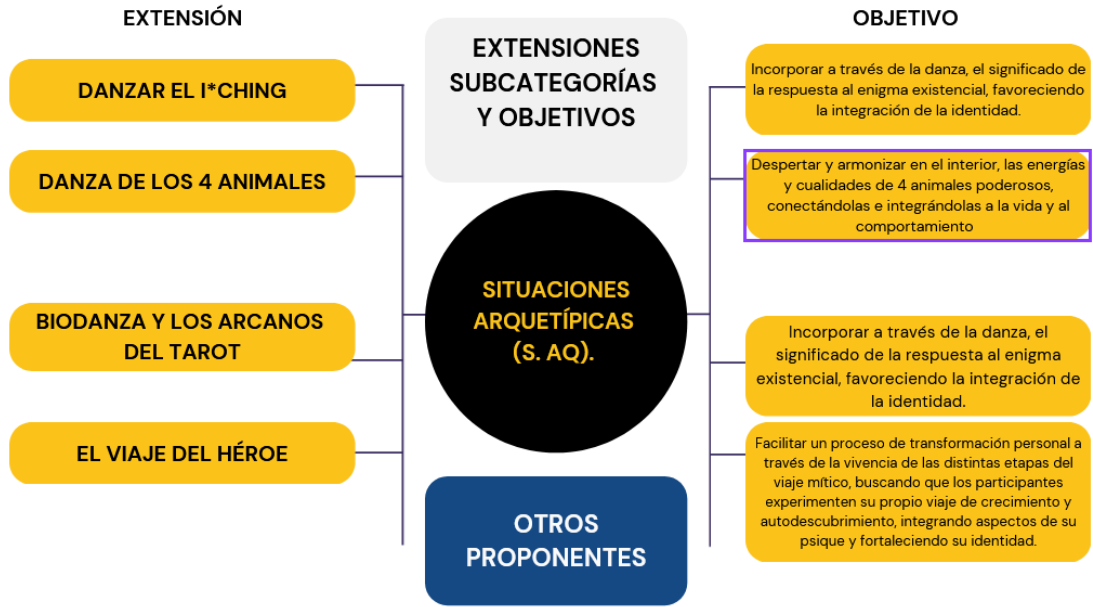 EXTENSIÓN
DANZAR EL I*CHING
DANZA DE LOS 4 ANIMALES
BIODANZA Y LOS ARCANOS
DEL TAROT
EL VIAJE DEL HÉROE
EXTENSIONES
SUBCATEGORÍAS
Y OBJETIVOS
SITUACIONES
ARQUETÍPICAS
(S. AQ).
OTROS
PROPONENTES
OBJETIVO
Incorporar a través de la danza, el significado de
la respuesta al enigma existencial, favoreciendo
la integración de la identidad.
Despertar y armonizar en el interior, las energías
y cualidades de 4 animales poderosos,
conectándolas e integrándolas a la vida y al
comportamiento
Incorporar a través de la danza, el
significado de la respuesta al enigma
existencial, favoreciendo la integración de
la identidad.
Facilitar un proceso de transformación personal a
través de la vivencia de las distintas etapas del
viaje mítico, buscando que los participantes
experimenten su propio viaje de crecimiento y
autodescubrimiento, integrando aspectos de su
psique y fortaleciendo su identidad.